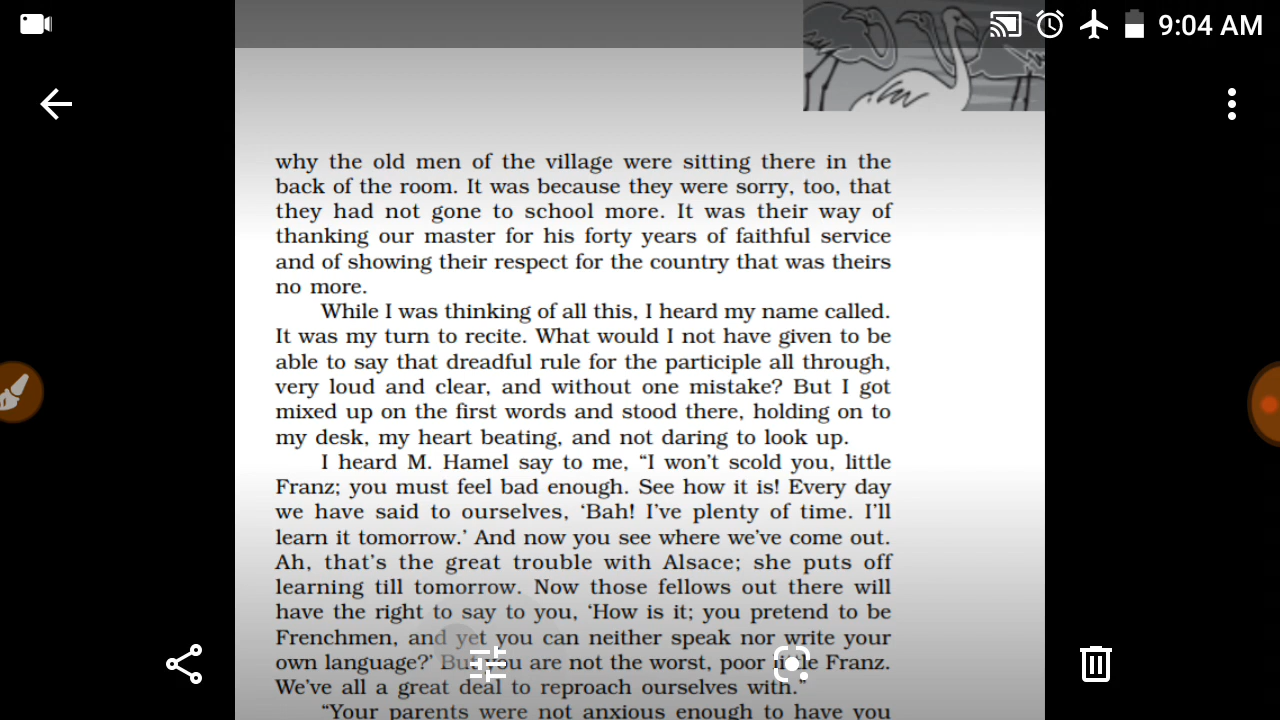 9:04 AM
why the old men of the village were sitting there in the
back of the room. It was because they were sorry, too, that
they had not gone to school more. It was their way of
thanking our master for his forty years of faithful service
and of showing their respect for the country that was theirs
no more.
While I was thinking of all this, I heard my name called.
It was my turn to recite. What would I not have given to be
able to say that dreadful rule for the participle all through,
very loud and clear, and without one mistake? But I got
mixed up on the first words and stood there, holding on to
my desk, my heart beating, and not daring to look up.
I heard M. Hamel say to me, “I won’t scold you, little
Franz; you must feel bad enough. See how it is! Every day
we have said to ourselves, ‘Bah! I’ve plenty of time. I’ll
learn it tomorrow.’ And now you see where we’ve come out.
Ah, that’s the great trouble with Alsace; she puts off
learning till tomorrow. Now those fellows out there will
have the right to say to you, ‘How is it; you pretend to be
Frenchmen, and yet you can neither speak nor write your
own language?’ But you are not the worst, poor little Franz.
We’ve all a great deal to reproach ourselves with.”
“Your parents were not anxious enough to have you